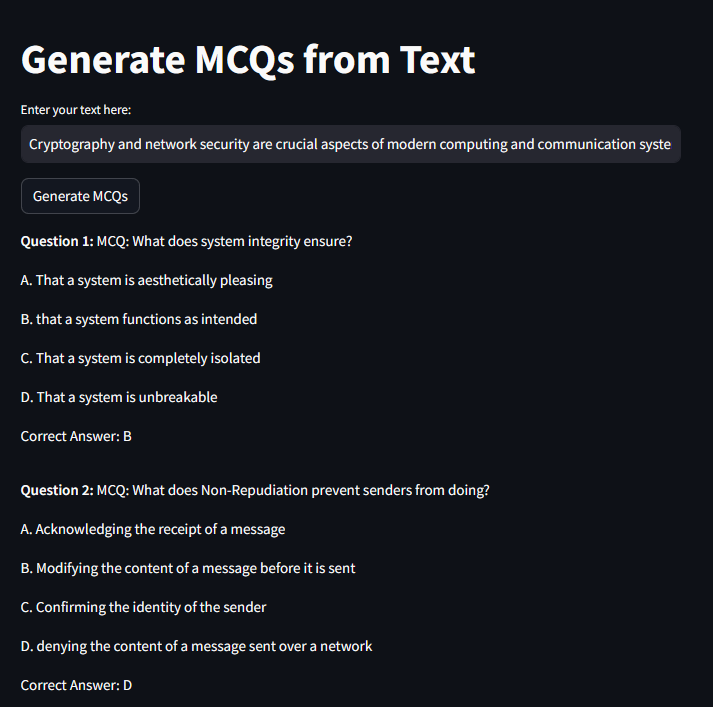 Generate MCQs from Text
Enter your text here:
Cryptography and network security are crucial aspects of modern computing and communication syste
Generate MCQs
Question 1: MCQ: What does system integrity ensure?
A. That a system is aesthetically pleasing
B. that a system functions as intended
C. That a system is completely isolated
D. That a system is unbreakable
Correct Answer: B
Question 2: MCQ: What does Non-Repudiation prevent senders from doing?
A. Acknowledging the receipt of a message
B. Modifying the content of a message before it is sent
C. Confirming the identity of the sender
D. denying the content of a message sent over a network
Correct Answer: D